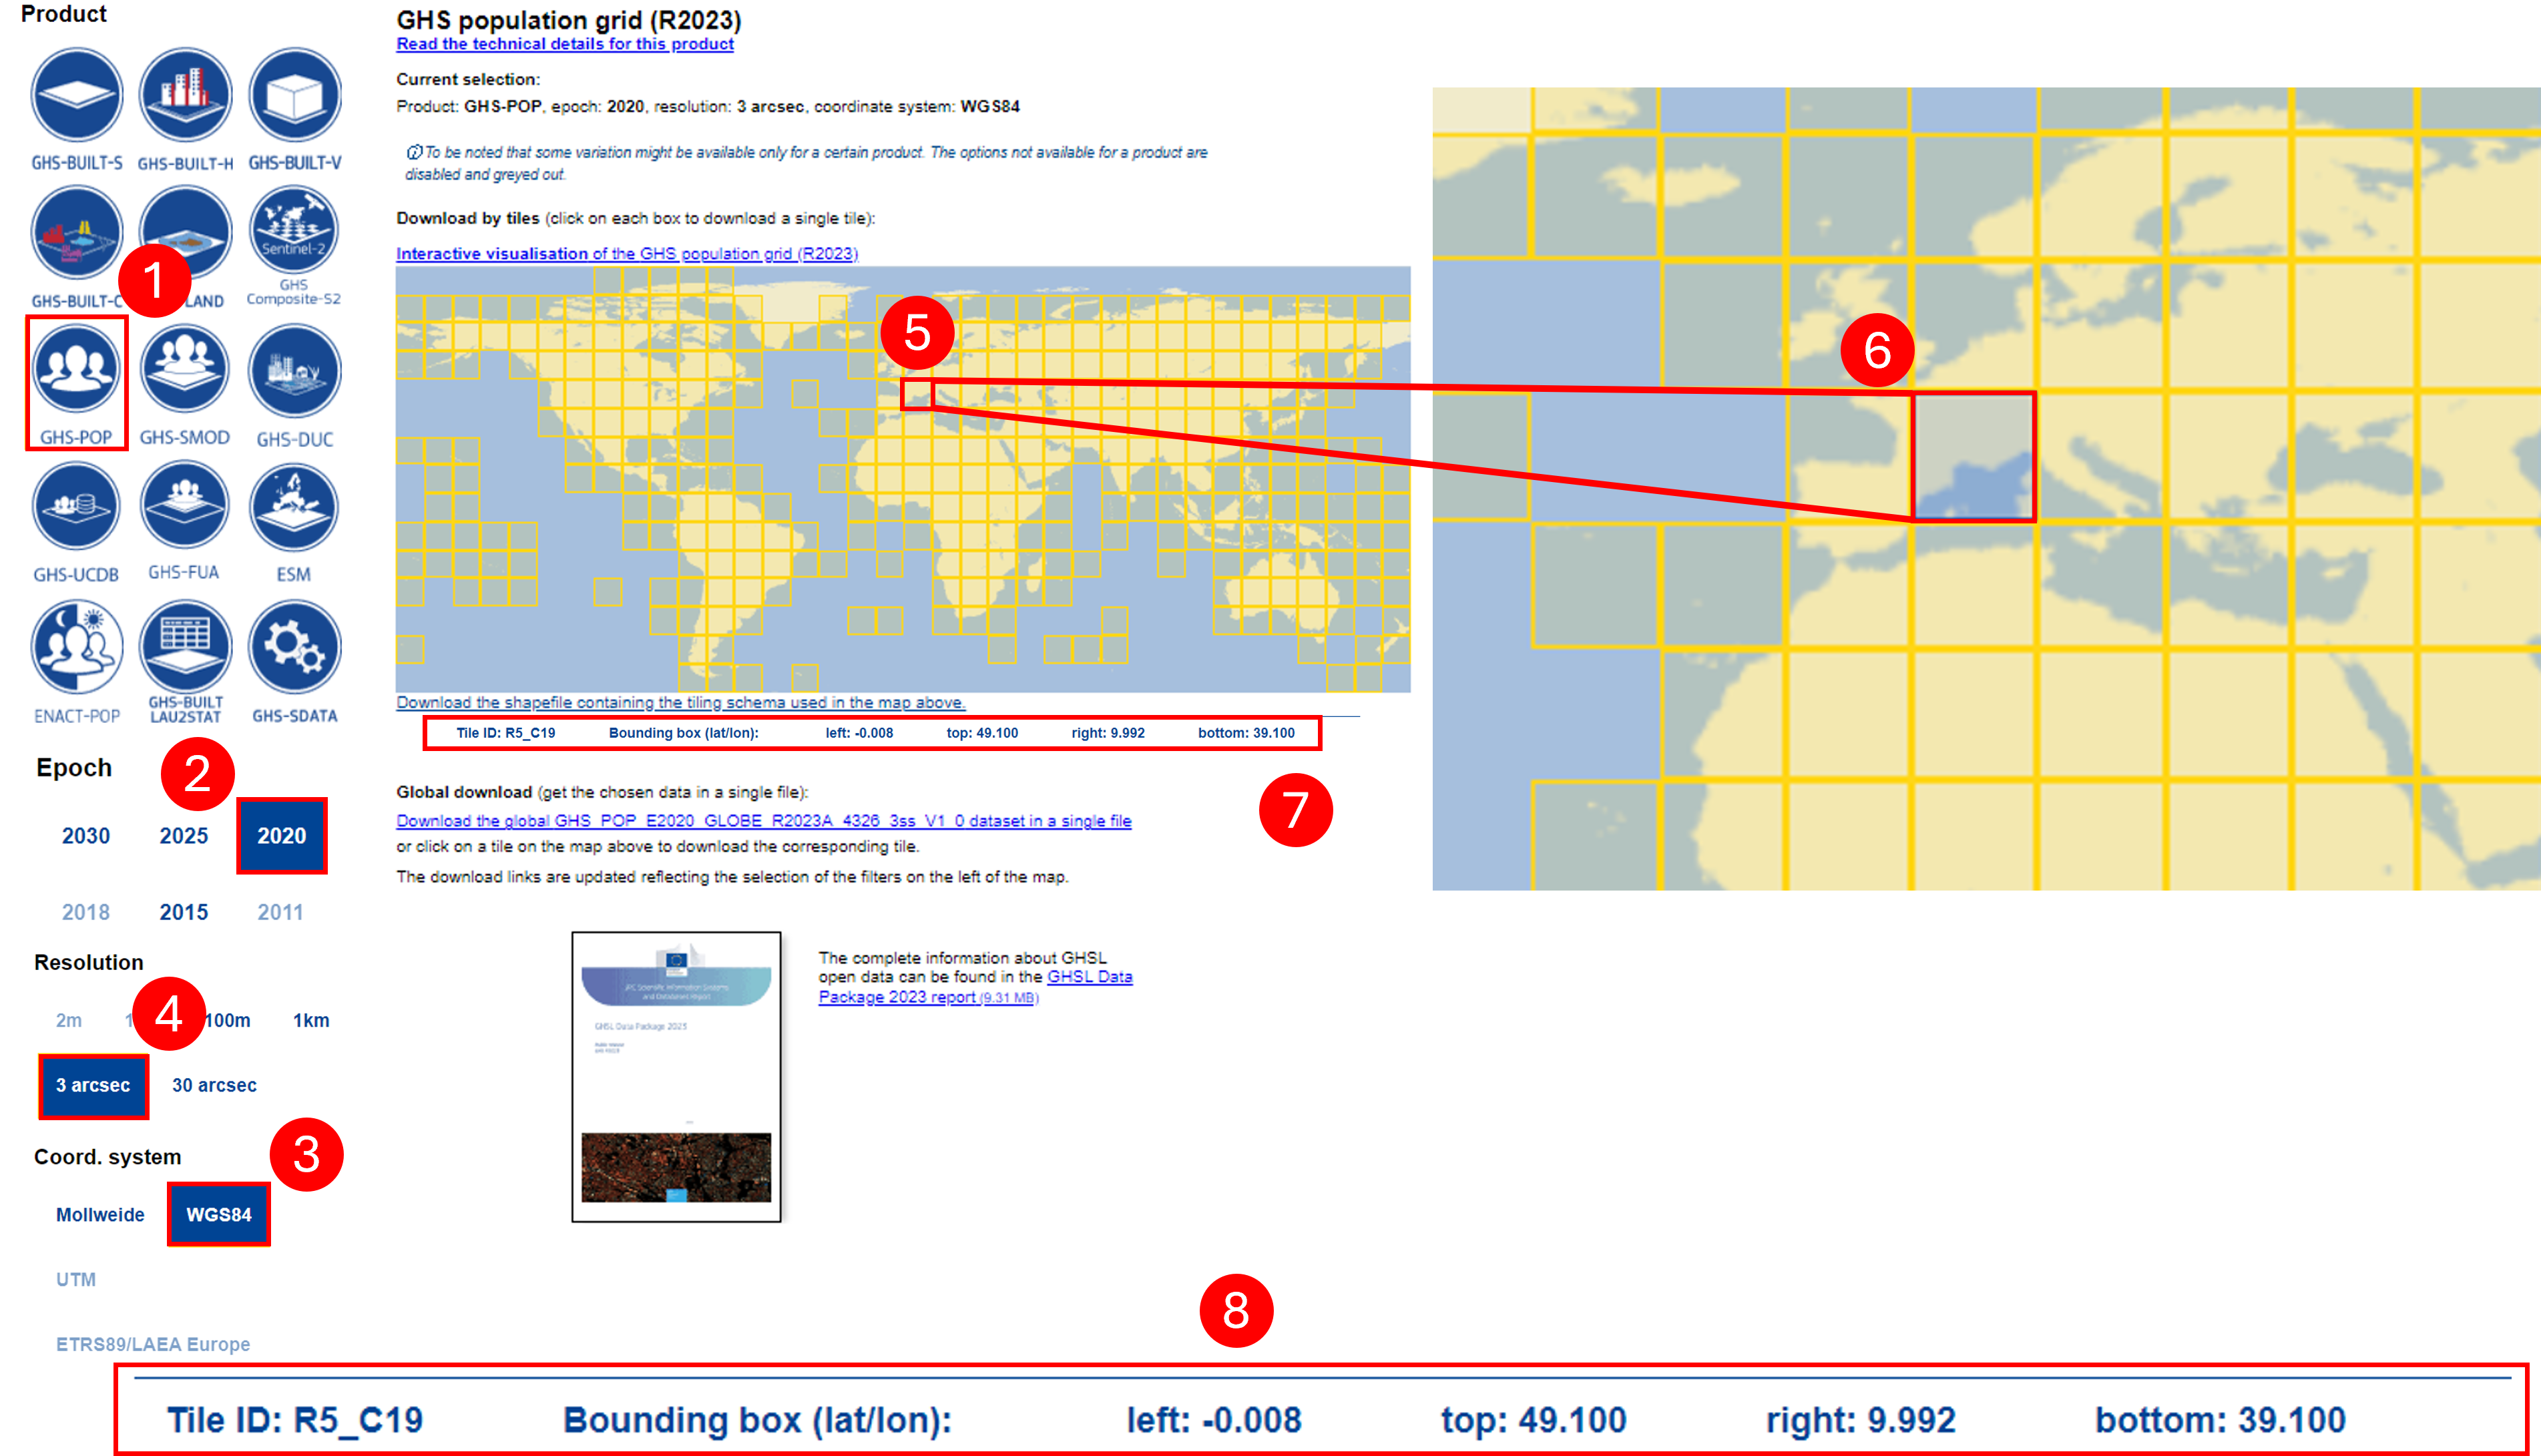 Product
GHS-BUILT-S GHS-BUILT-H GHS-BUILT-V
Sentinel-2
GHS
GHS-BUILT-C LAND Composite-S2
1
GHS-POP GHS-SMOD GHS-DUC
GHS-UCDB GHS-FUA ESM
ENACT-POP GHS-BUILT GHS-SDATA
LAU2STAT
Epoch
2
2030 2025 2020
2018 2015 2011
Resolution
2m 1 4 100m 1km
3 arcsec 30 arcsec
Coord. system
3
Mollweide WGS84
UTM
ETRS89/LAEA Europe
GHS population grid (R2023)
Read the technical details for this product
Current selection:
Product: GHS-POP, epoch: 2020, resolution: 3 arcsec, coordinate system: WGS84
To be noted that some variation might be available only for a certain product. The options not available for a product are
disabled and greyed out.
Download by tiles (click on each box to download a single tile):
Interactive visualisation of the GHS population grid (R2023)
5
6
Download the shapefile containing the tiling schema used in the map above.
Tile ID: R5_C19 Bounding box (lat/lon): left: -0.008 top: 49.100 right: 9.992 bottom: 39.100
7
Global download (get the chosen data in a single file):
Download the global GHS_POP_E2020_GLOBE_R2023A_4326_3ss_V1_0 dataset in a single file
or click on a tile on the map above to download the corresponding tile.
The download links are updated reflecting the selection of the filters on the left of the map.
JRC Scientific Information Systems
and Databases Report
GHSL Data Package 2023
The complete information about GHSL
open data can be found in the GHSL Data
Package 2023 report (9.31 MB)
8
Tile ID: R5_C19 Bounding box (lat/lon): left: -0.008 top: 49.100 right: 9.992 bottom: 39.100